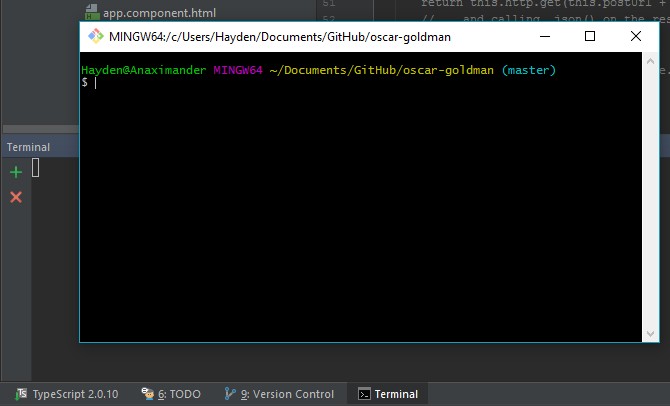 app.component.html
51
return this.http.get(this.posturl +
52
// and calling .json() on the res
MINGW64:/c/Users/Hayden/Documents/GitHub/oscar-goldman
Hayden@Anaximander MINGW64 ~/Documents/GitHub/oscar-goldman (master)
$
e.
Terminal
TypeScript 2.0.10
6: TODO
9: Version Control
Terminal